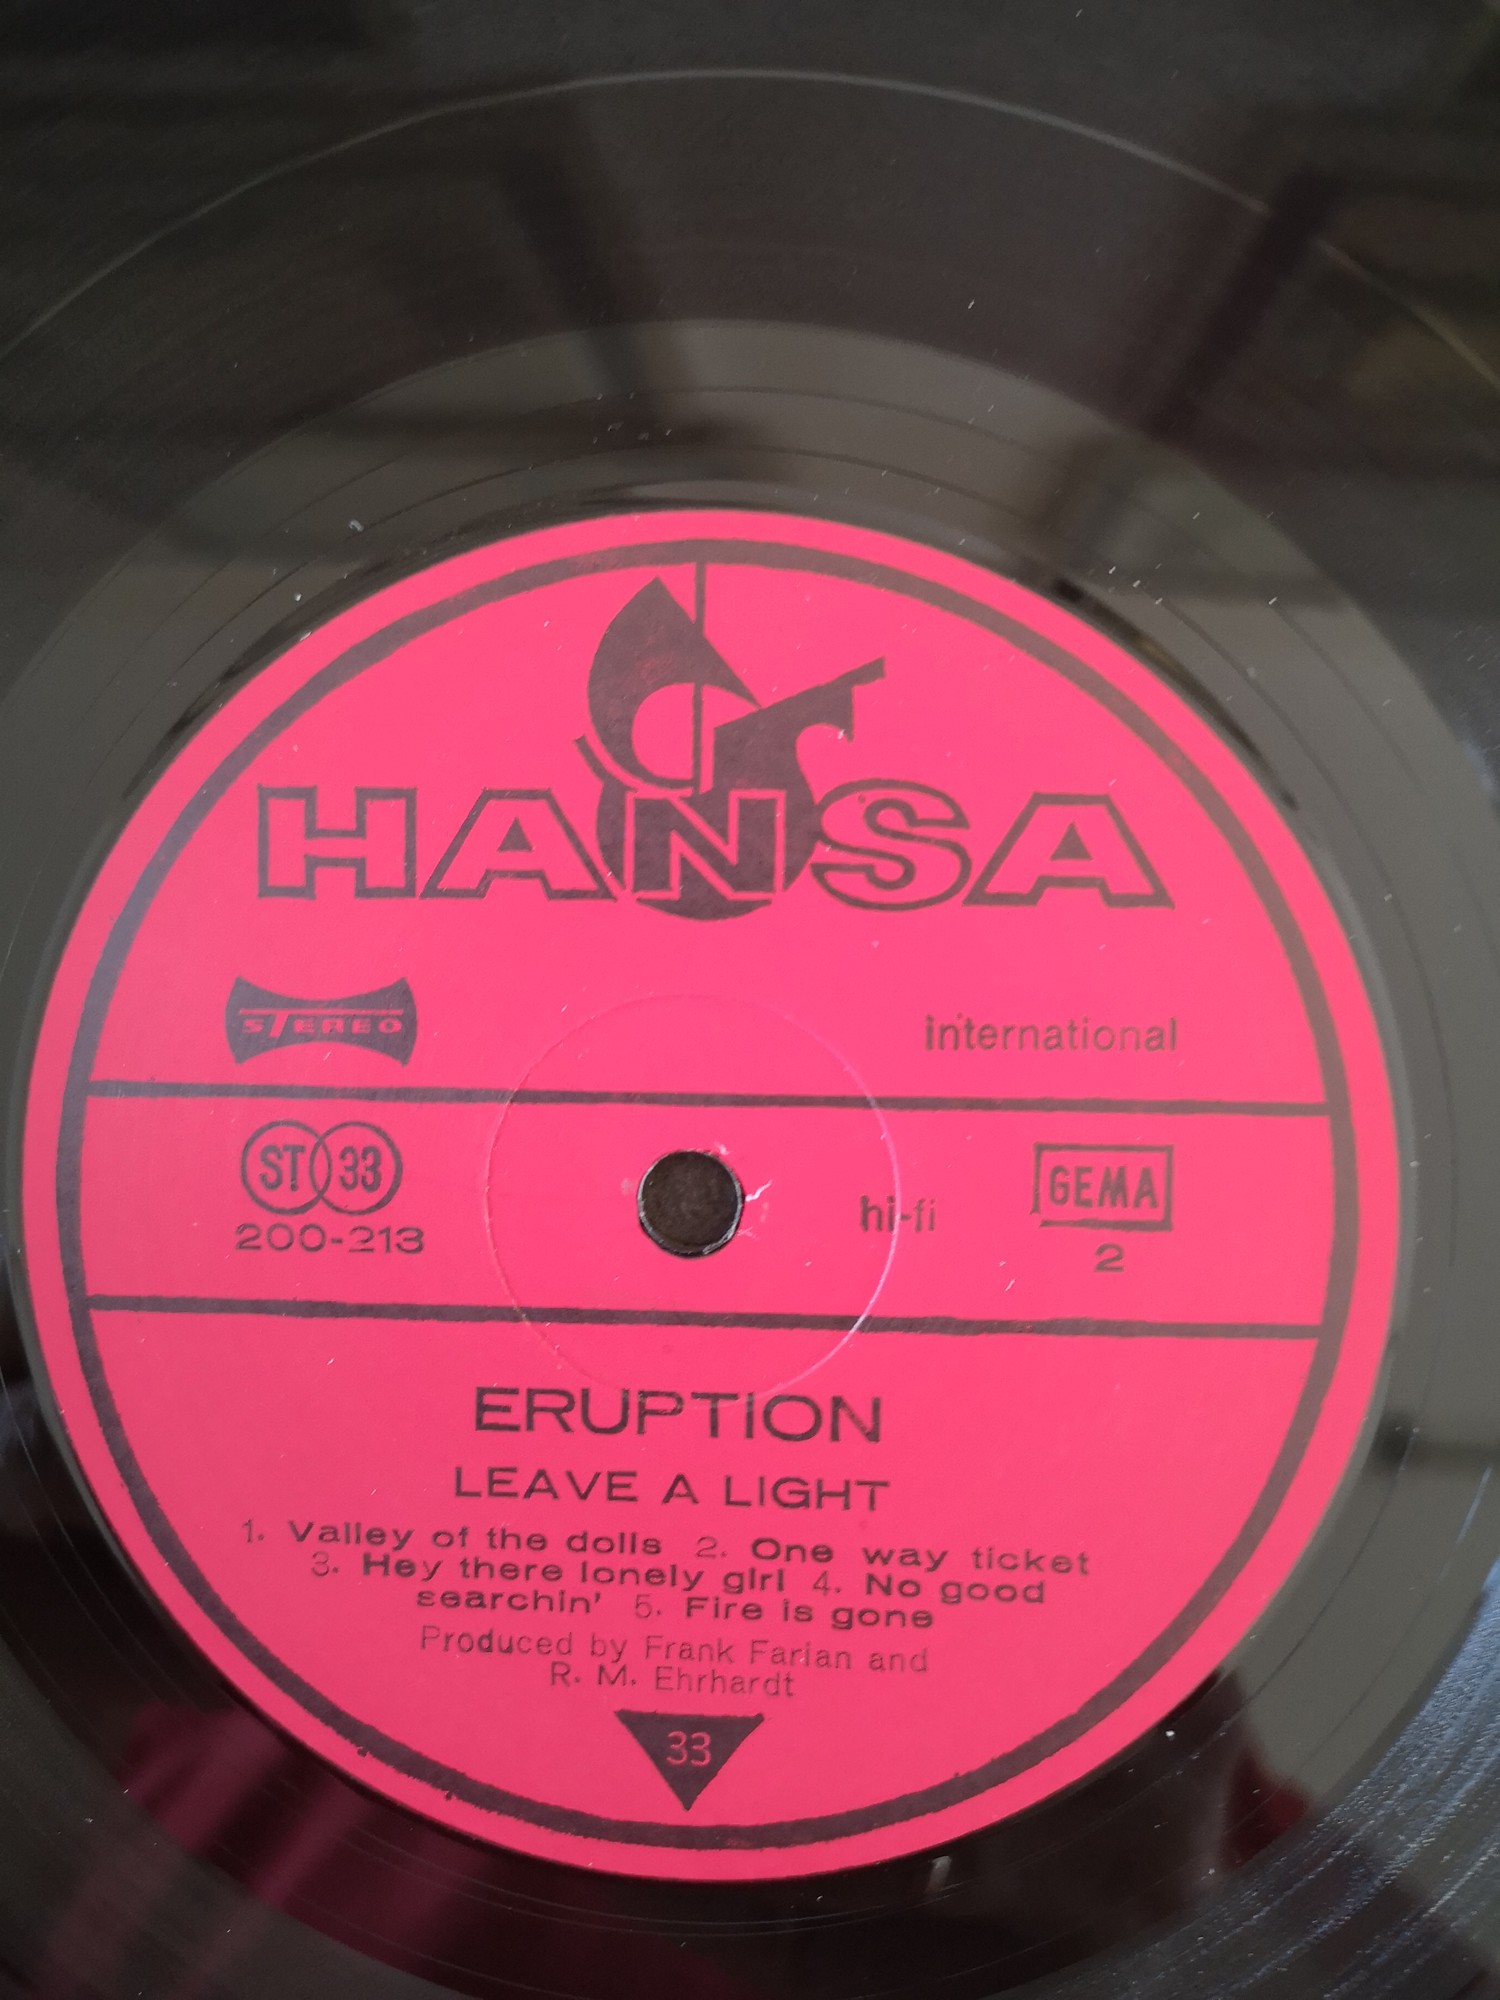 HANSA
STEREO
international
ST 33
200-213
hi-fi
GEMA
2
ERUPTION
LEAVE A LIGHT
1. Valley of the dolls 2. One way ticket
3. Hey there lonely girl 4. No good
searchin' 5. Fire is gone
Produced by Frank Farian and
R. M. Ehrhardt
33